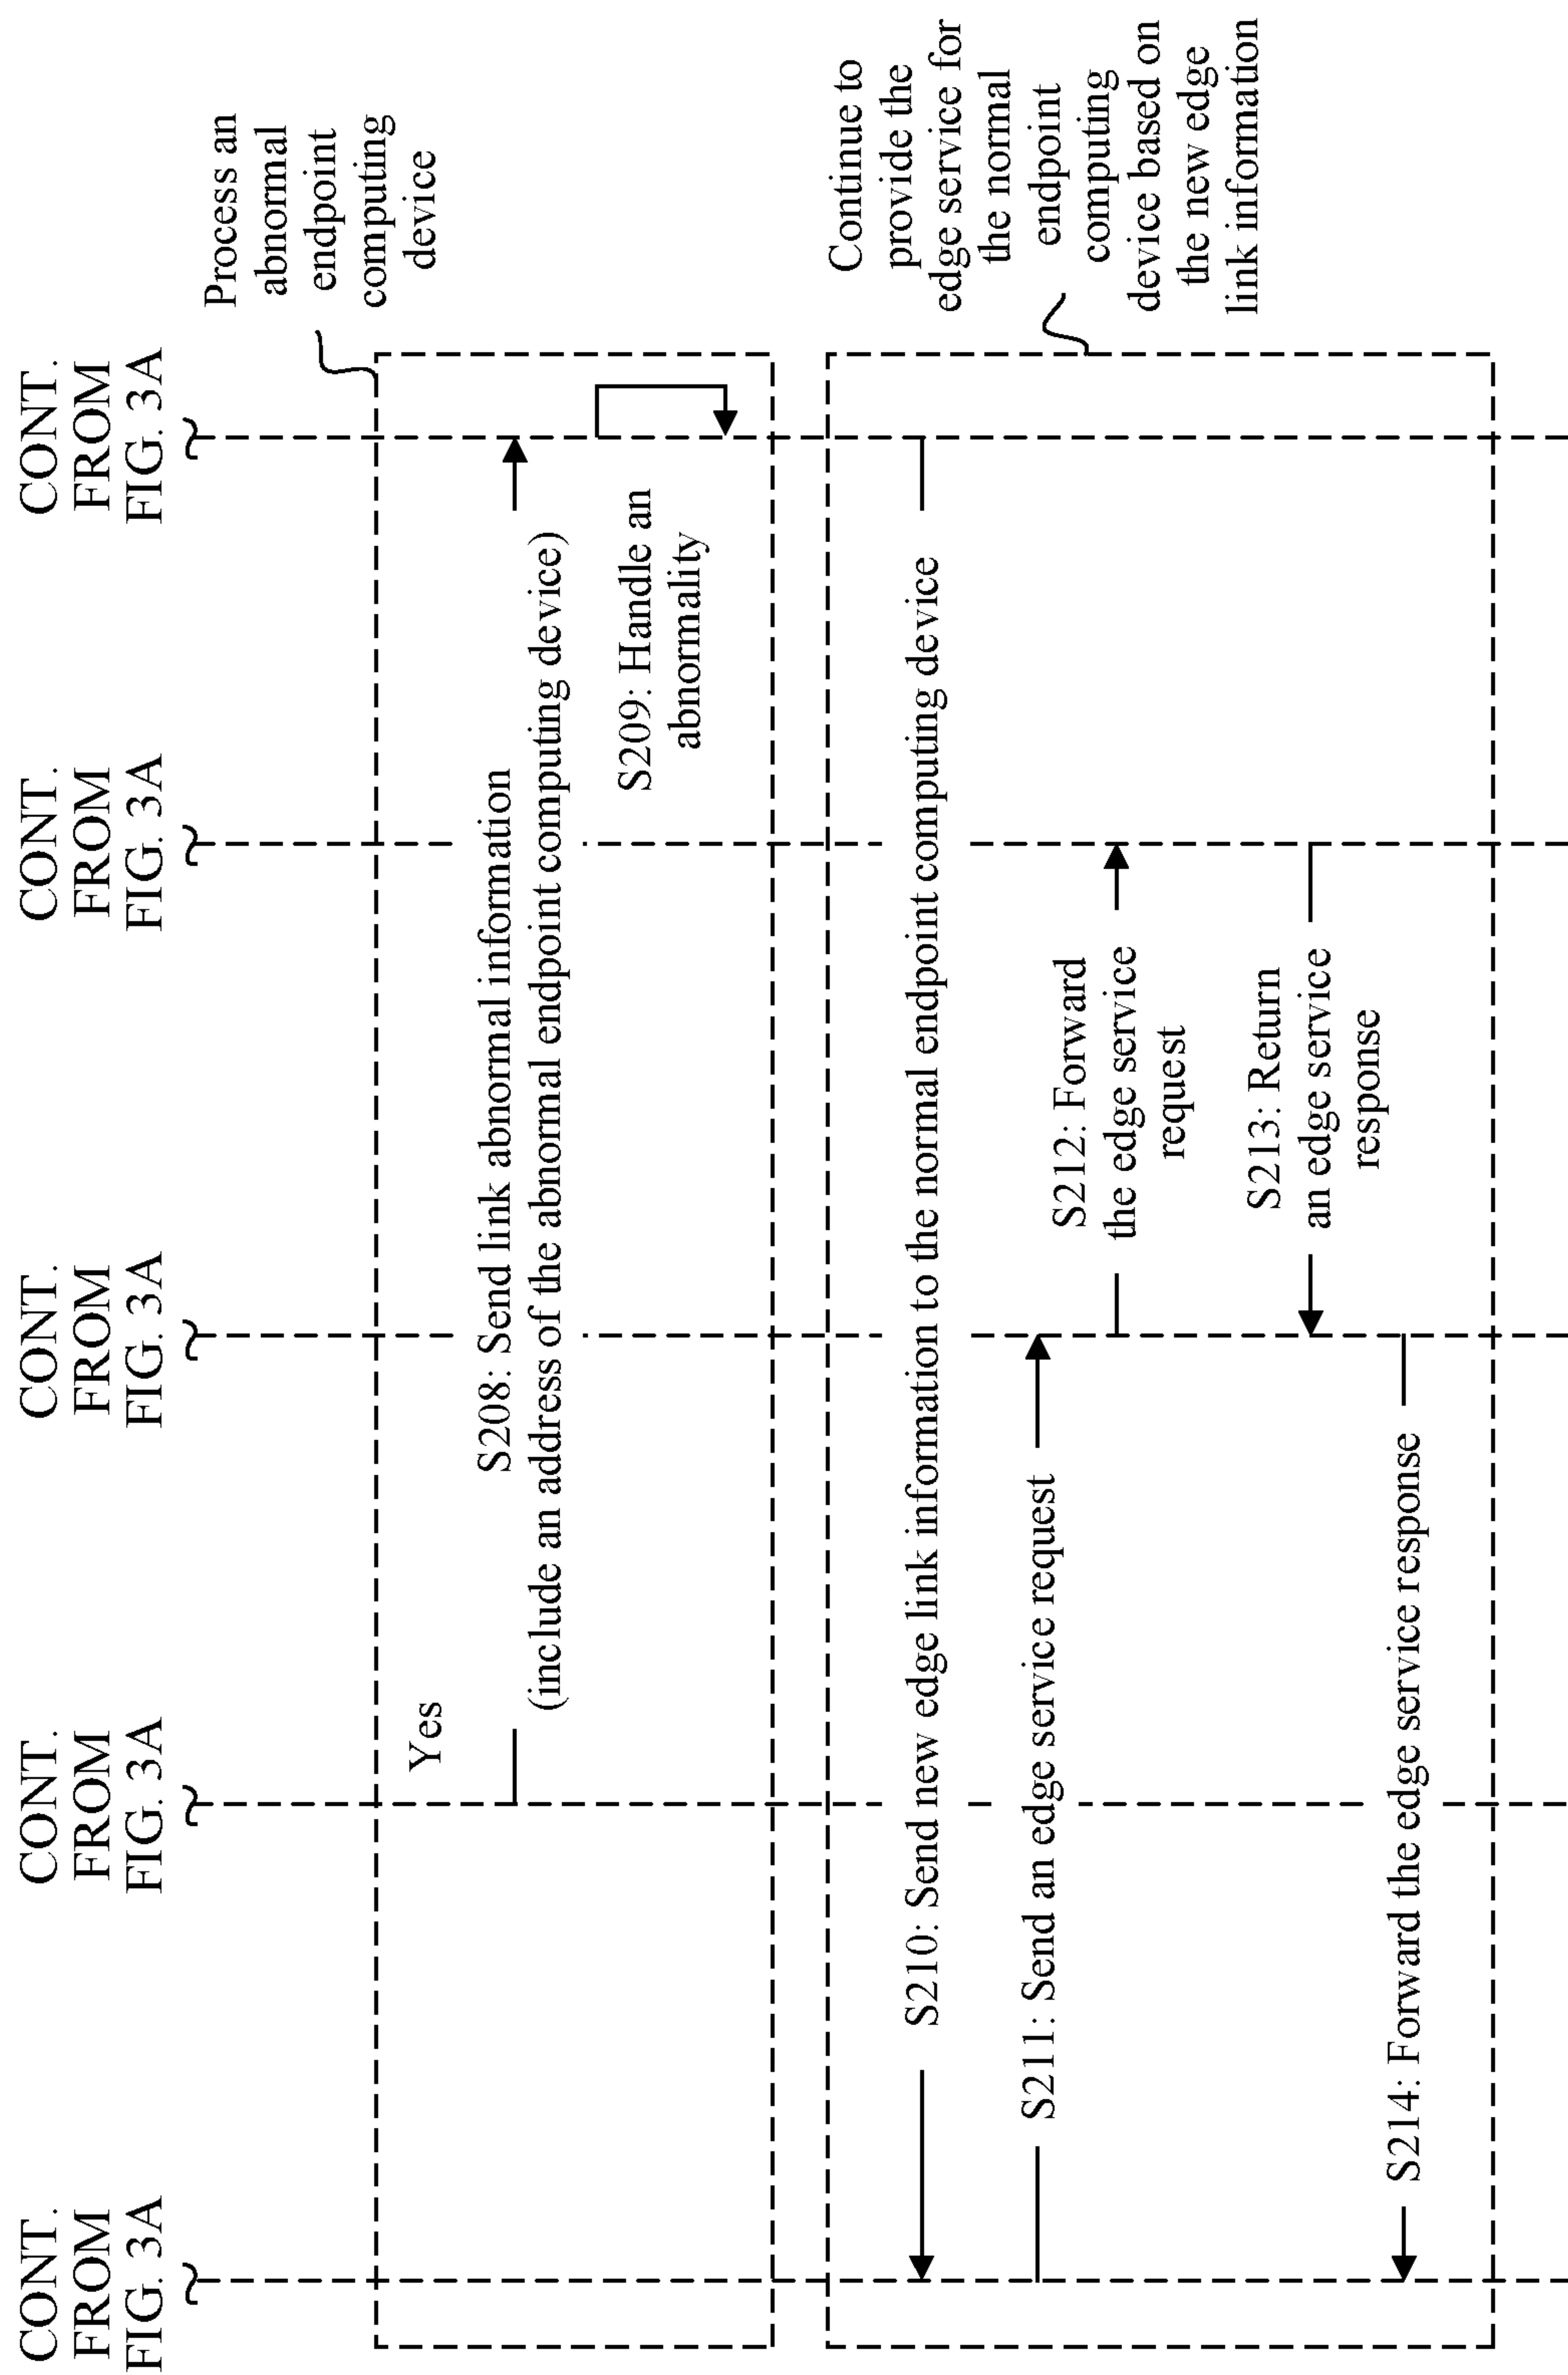 CONT.
FROM
FIG. 3A
CONT.
FROM
FIG. 3A
CONT.
FROM
FIG. 3A
CONT.
FROM
FIG. 3A
CONT.
FROM
FIG. 3A
Process an
abnormal
endpoint
computing
device
Yes
S208: Send link abnormal information
(include an address of the abnormal endpoint computing device)
S209: Handle an
abnormality
Continue to
provide the
edge service for
the normal
endpoint
computing
device based on
the new edge
link information
S210: Send new edge link information to the normal endpoint computing device
S211: Send an edge service request
S212: Forward
the edge service
request
S213: Return
an edge service
response
S214: Forward the edge service response